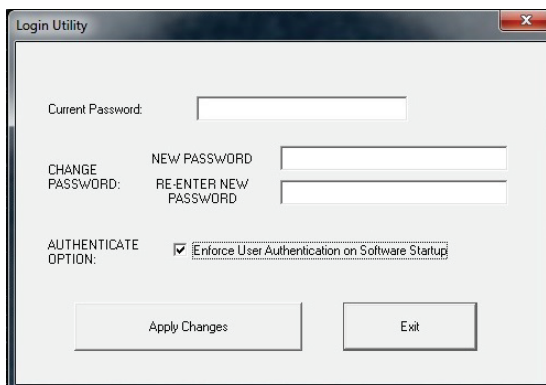 Login Utility
Current Password:
CHANGE
PASSWORD:
NEW PASSWORD
RE-ENTER NEW
PASSWORD
AUTHENTICATE
OPTION:
Enforce User Authentication on Software Startup
Apply Changes
Exit